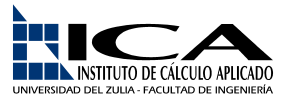 ICA
INSTITUTO DE CÁLCULO APLICADO
UNIVERSIDAD DEL ZULIA - FACULTAD DE INGENIERÍA